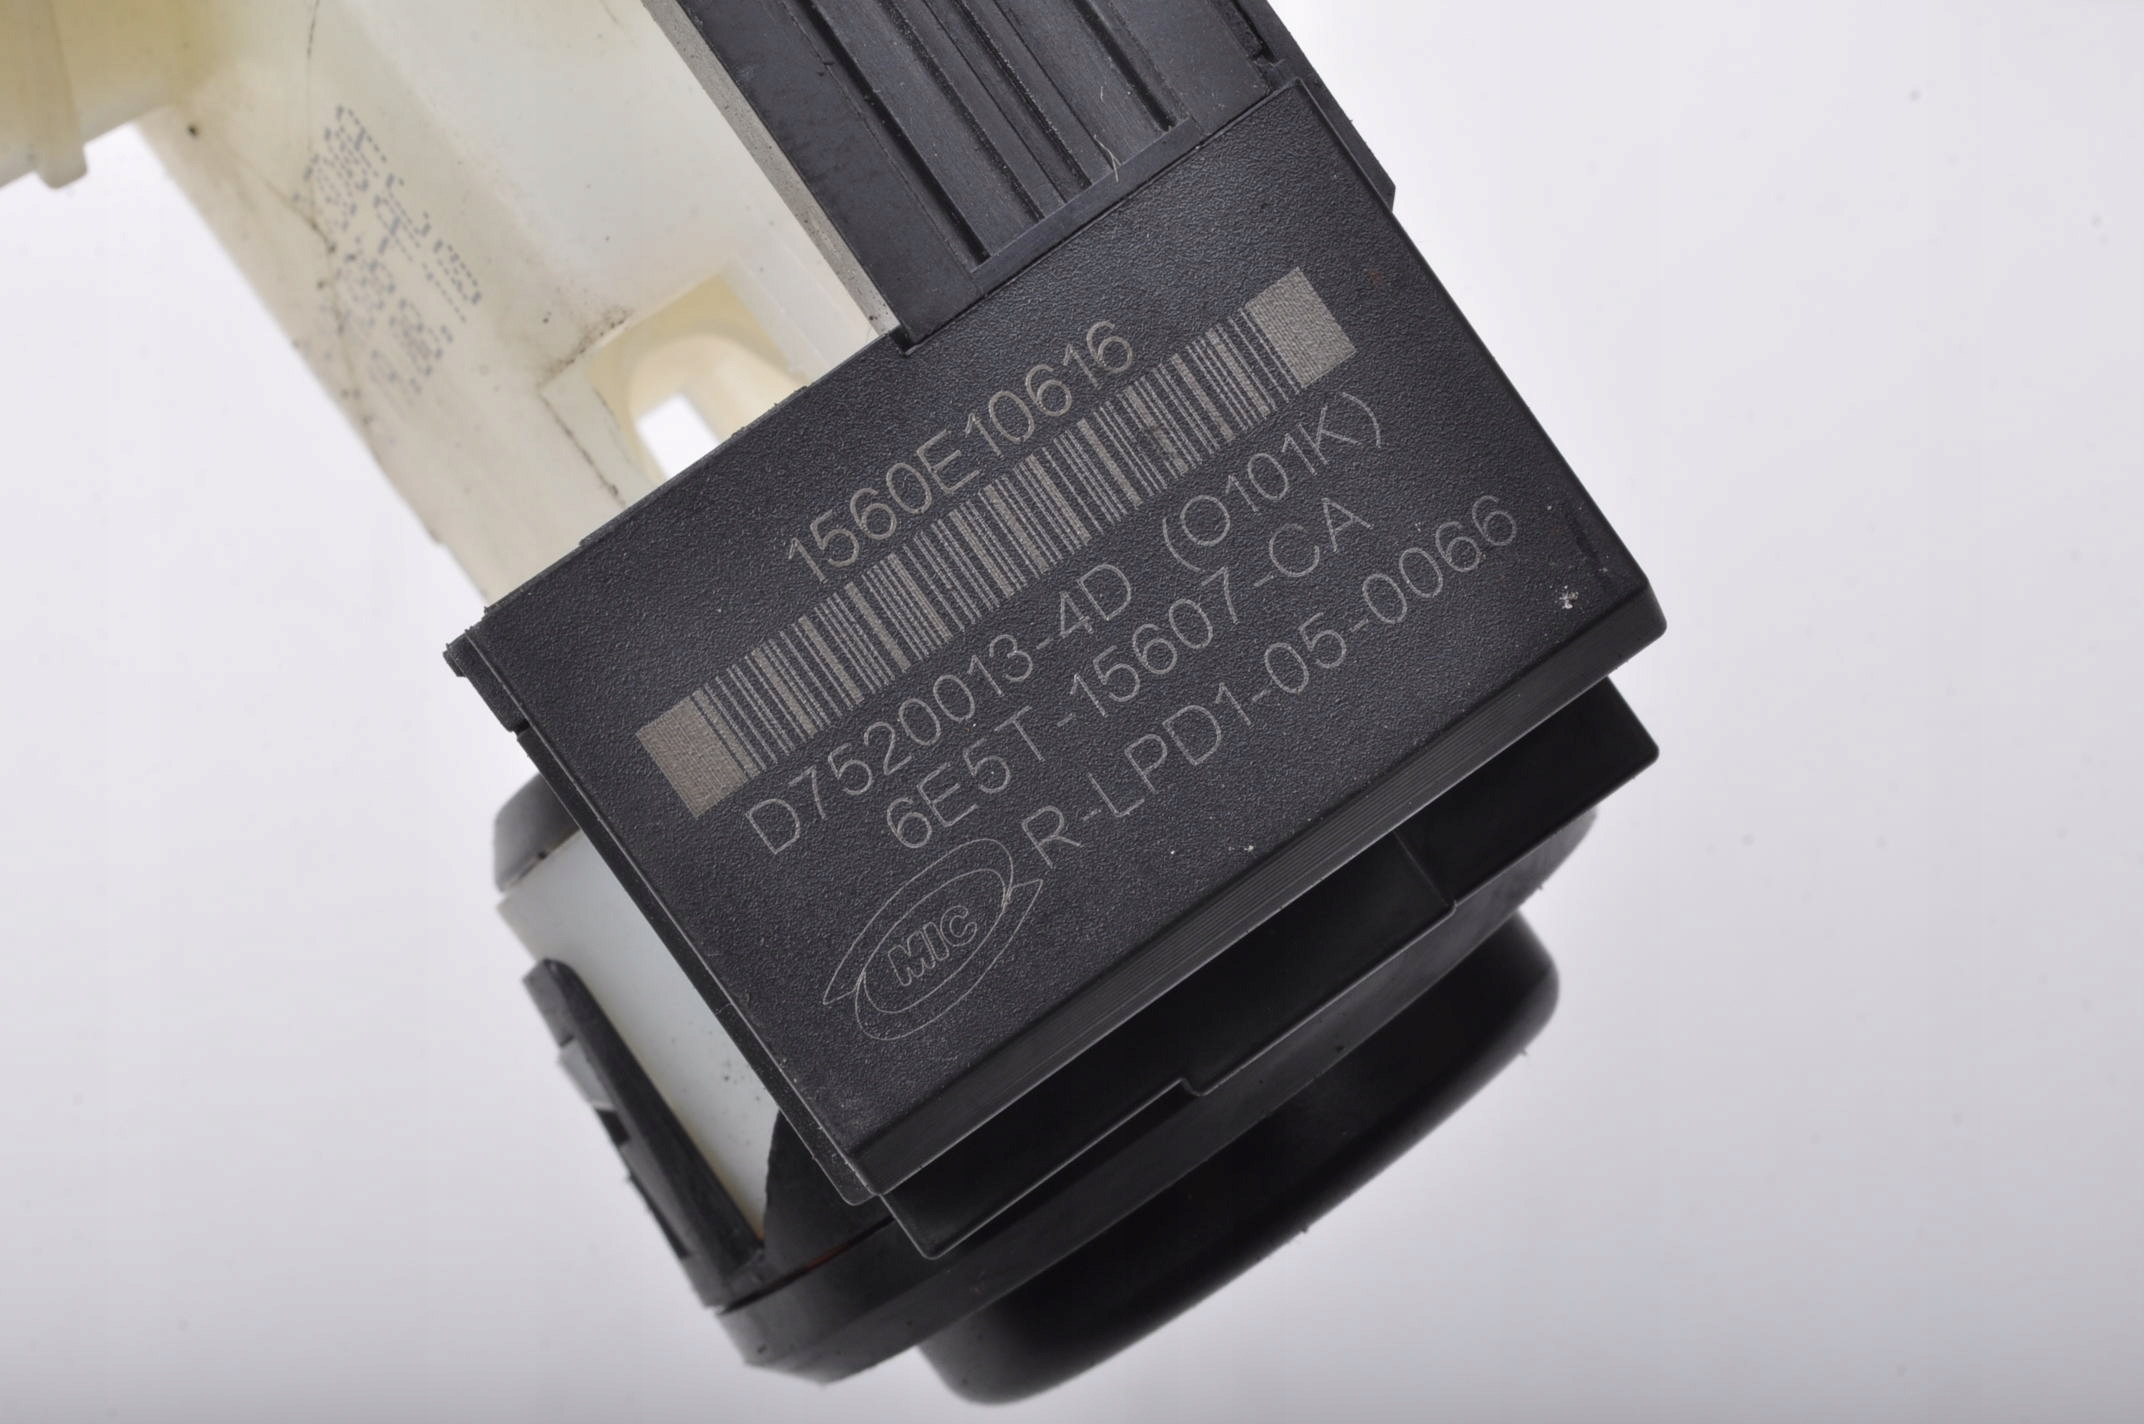 1560E10616
D7520013-4D (O101K)
6E5T-15607-CA
R-LPD1-05-0066
MIC